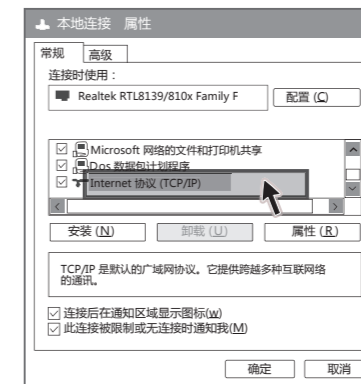 本地连接 属性
常规 高级
连接时使用：
Realtek RTL8139/810x Family F 配置 (C)
Microsoft 网络的文件和打印机共享
Dos 数据包计划程序
Internet 协议 (TCP/IP)
安装 (N) 卸载 (U) 属性 (R)
TCP/IP 是默认的广域网协议。它提供跨越多种互联网络
的通讯。
连接后在通知区域显示图标(w)
此连接被限制或无连接时通知我(M)
确定 取消